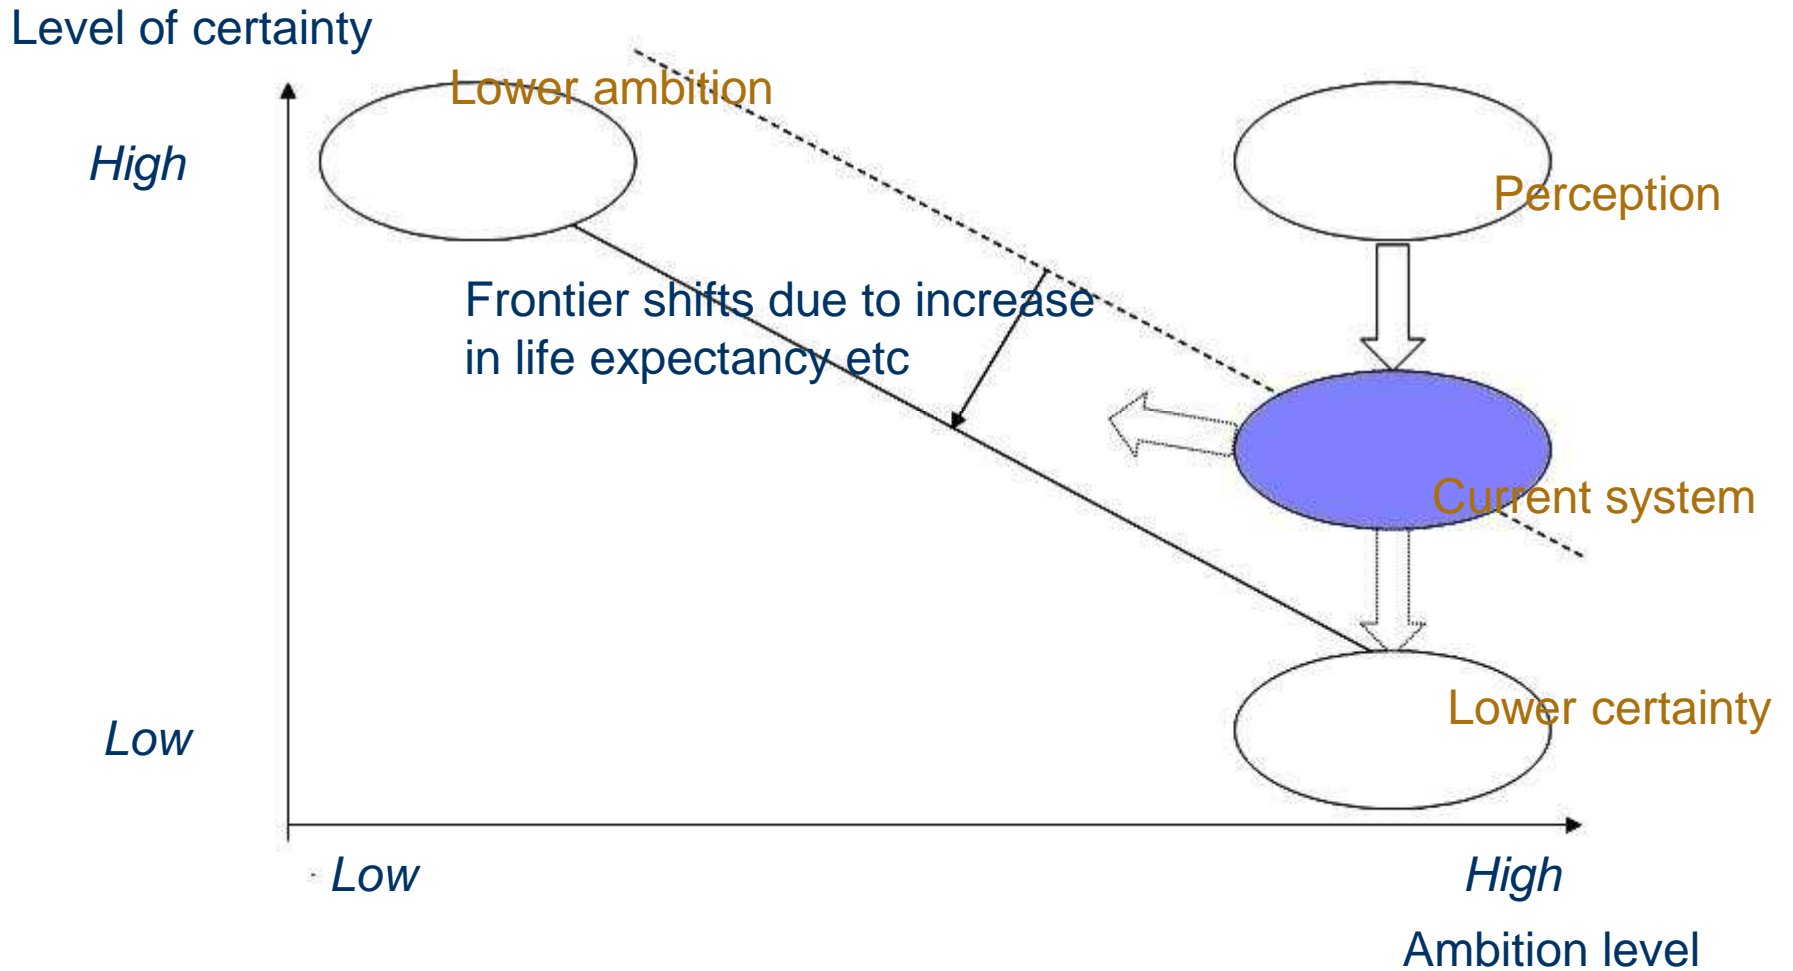 Level of certainty
Lower ambition
High
Perception
Frontier shifts due to increase
in life expectancy etc
Current system
Lower certainty
Low
Low
High
Ambition level